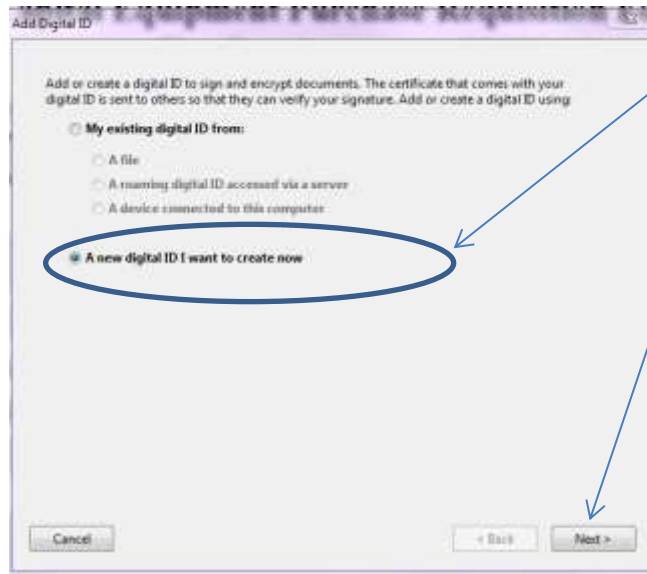 Add Digital ID
Add or create a digital ID to sign and encrypt documents. The certificate that comes with your
digital ID is sent to others so that they can verify your signature. Add or create a digital ID using:
My existing digital ID from:
A file
A roaming digital ID accessed via a server
A device connected to this computer
A new digital ID I want to create now
Cancel
< Back
Next >